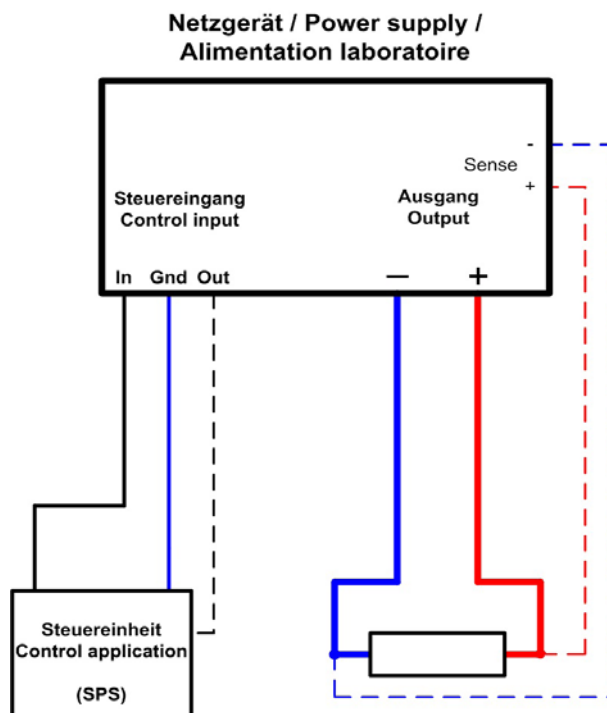 Netzgerät / Power supply /
Alimentation laboratoire
-
Sense
+
Steuereingang
Control input
Ausgang
Output
In Gnd Out
— +
Steuereinheit
Control application
(SPS)